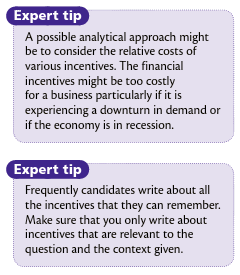 Expert tip
A possible analytical approach might
be to consider the relative costs of
various incentives. The financial
incentives might be too costly
for a business particularly if it is
experiencing a downturn in demand or
if the economy is in recession.
Expert tip
Frequently candidates write about all
the incentives that they can remember.
Make sure that you only write about
incentives that are relevant to the
question and the context given.